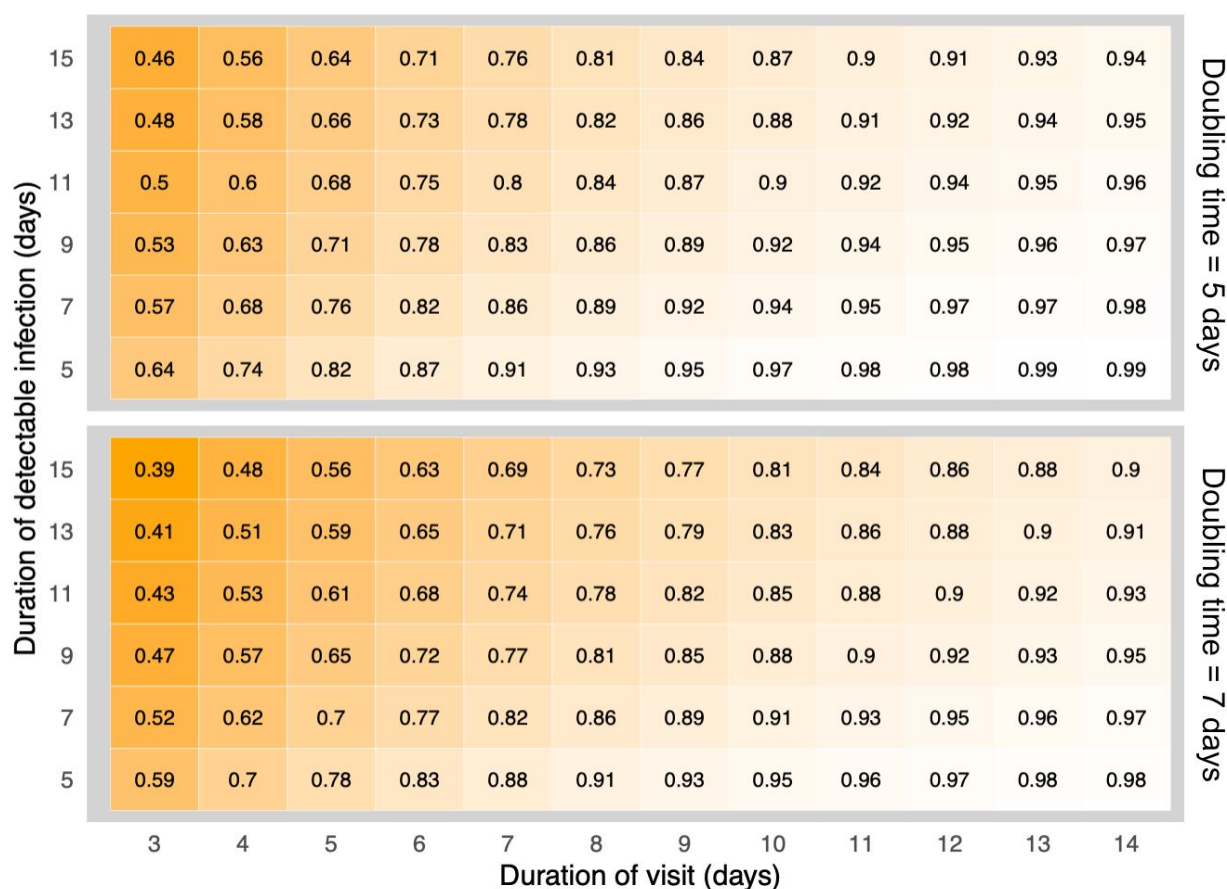 15 0.46 0.56 0.64 0.71 0.76 0.81 0.84 0.87 0.9 0.91 0.93 0.94
13 0.48 0.58 0.66 0.73 0.78 0.82 0.86 0.88 0.91 0.92 0.94 0.95
11 0.5 0.6 0.68 0.75 0.8 0.84 0.87 0.9 0.92 0.94 0.95 0.96
9 0.53 0.63 0.71 0.78 0.83 0.86 0.89 0.92 0.94 0.95 0.96 0.97
7 0.57 0.68 0.76 0.82 0.86 0.89 0.92 0.94 0.95 0.97 0.97 0.98
5 0.64 0.74 0.82 0.87 0.91 0.93 0.95 0.97 0.98 0.98 0.99 0.99
Doubling time = 5 days
Duration of detectable infection (days)
15 0.39 0.48 0.56 0.63 0.69 0.73 0.77 0.81 0.84 0.86 0.88 0.9
13 0.41 0.51 0.59 0.65 0.71 0.76 0.79 0.83 0.86 0.88 0.9 0.91
11 0.43 0.53 0.61 0.68 0.74 0.78 0.82 0.85 0.88 0.9 0.92 0.93
9 0.47 0.57 0.65 0.72 0.77 0.81 0.85 0.88 0.9 0.92 0.93 0.95
7 0.52 0.62 0.7 0.77 0.82 0.86 0.89 0.91 0.93 0.95 0.96 0.97
5 0.59 0.7 0.78 0.83 0.88 0.91 0.93 0.95 0.96 0.97 0.98 0.98
Doubling time = 7 days
3 4 5 6 7 8 9 10 11 12 13 14
Duration of visit (days)